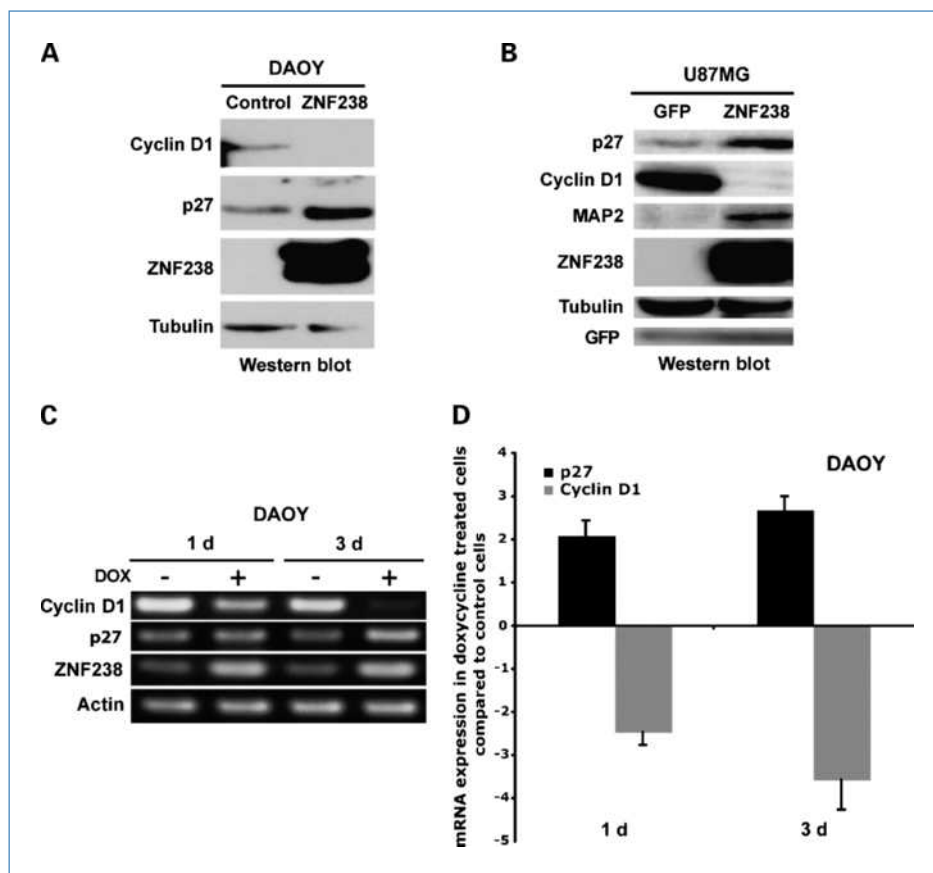 A
DAOY
Control ZNF238
Cyclin D1
p27
ZNF238
Tubulin
Western blot
B
U87MG
GFP ZNF238
p27
Cyclin D1
MAP2
ZNF238
Tubulin
GFP
Western blot
C
DAOY
1 d 3 d
DOX - + - +
Cyclin D1
p27
ZNF238
Actin
D
mRNA expression in doxycycline treated cells
compared to control cells
4
3
2
1
0
-1
-2
-3
-4
-5
p27
Cyclin D1
DAOY
1 d 3 d